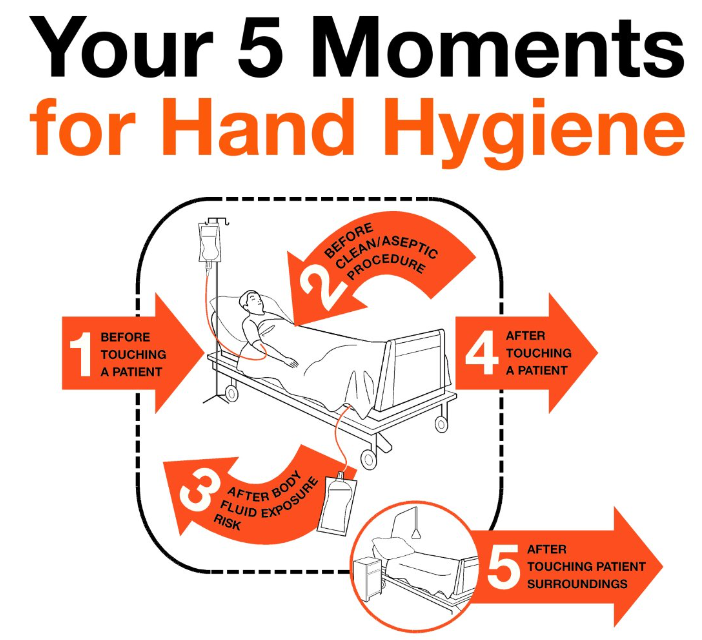 Your 5 Moments
for Hand Hygiene
1
BEFORE
TOUCHING
A PATIENT
2
BEFORE
CLEAN/ASEPTIC
PROCEDURE
3
AFTER BODY
FLUID EXPOSURE
RISK
4
AFTER
TOUCHING
A PATIENT
5
AFTER
TOUCHING PATIENT
SURROUNDINGS